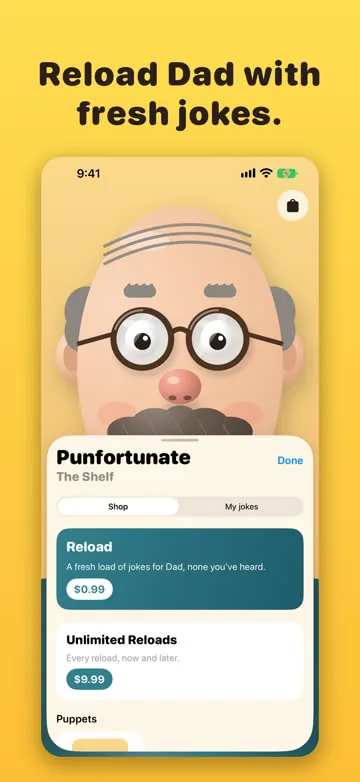 Reload Dad with
fresh jokes.
9:41
Punfortunate
Done
The Shelf
Shop
My jokes
Reload
A fresh load of jokes for Dad, none you've heard.
$0.99
Unlimited Reloads
Every reload, now and later.
$9.99
Puppets